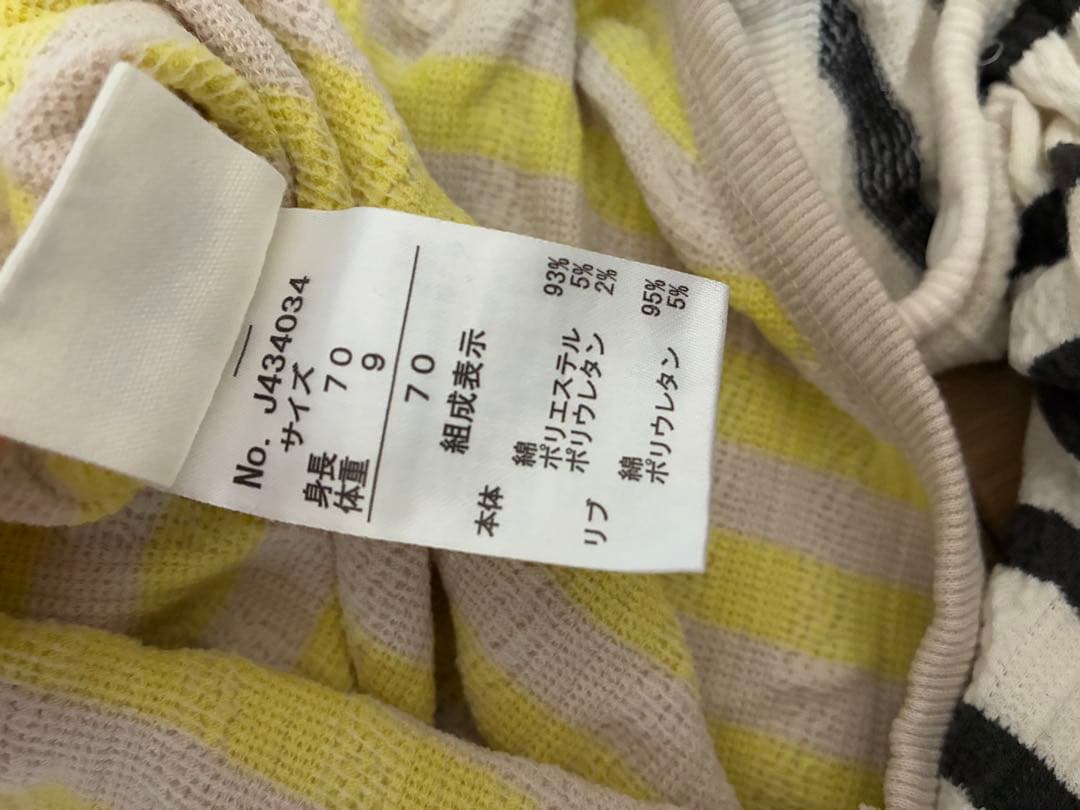 No. J434034
サイズ
身長 70
体重 9
70
組成表示
本体
綿 93%
ポリエステル 5%
ポリウレタン 2%
リブ
綿 95%
ポリウレタン 5%